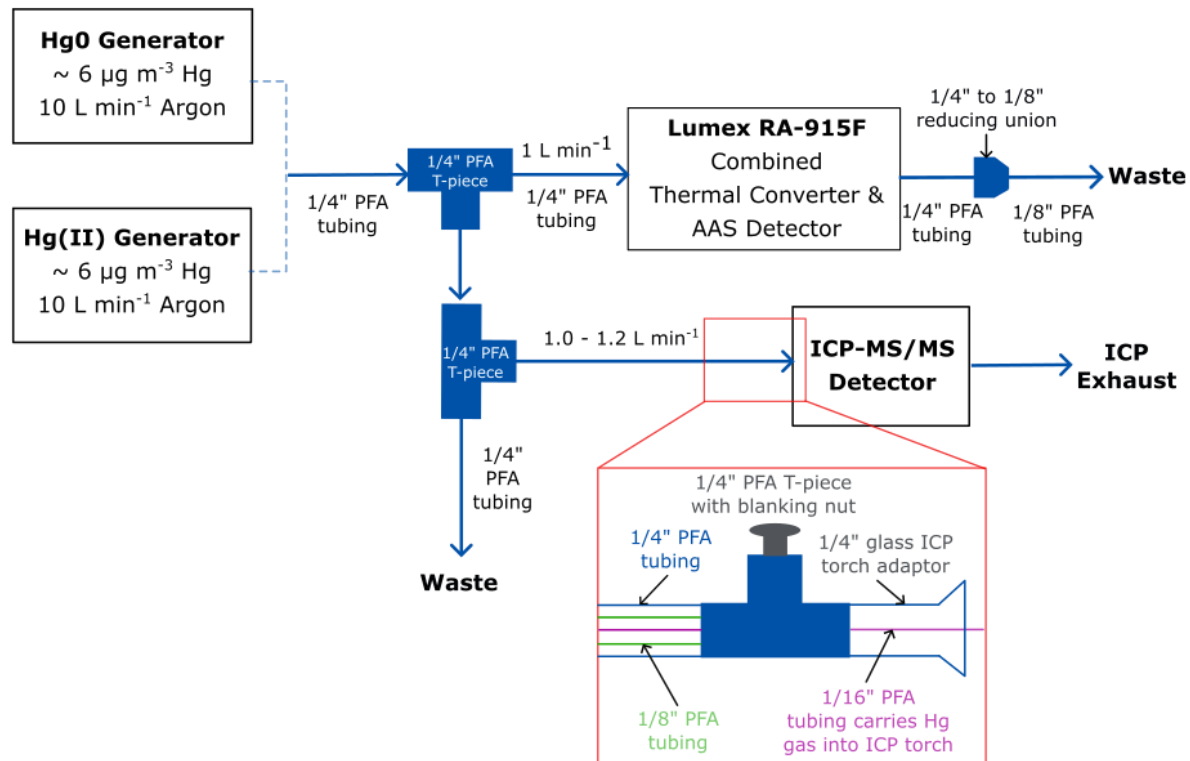 Hg0 Generator
~ 6 µg m⁻³ Hg
10 L min⁻¹ Argon
Hg(II) Generator
~ 6 µg m⁻³ Hg
10 L min⁻¹ Argon
1/4" PFA
tubing
1/4" PFA
T-piece
1 L min⁻¹
1/4" PFA
tubing
Lumex RA-915F
Combined
Thermal Converter &
AAS Detector
1/4" to 1/8"
reducing union
1/4" PFA
tubing
1/8" PFA
tubing
Waste
1/4" PFA
T-piece
1.0 - 1.2 L min⁻¹
ICP-MS/MS
Detector
ICP
Exhaust
1/4"
PFA
tubing
Waste
1/4" PFA T-piece
with blanking nut
1/4" PFA
tubing
1/4" glass ICP
torch adaptor
1/8" PFA
tubing
1/16" PFA
tubing carries Hg
gas into ICP torch